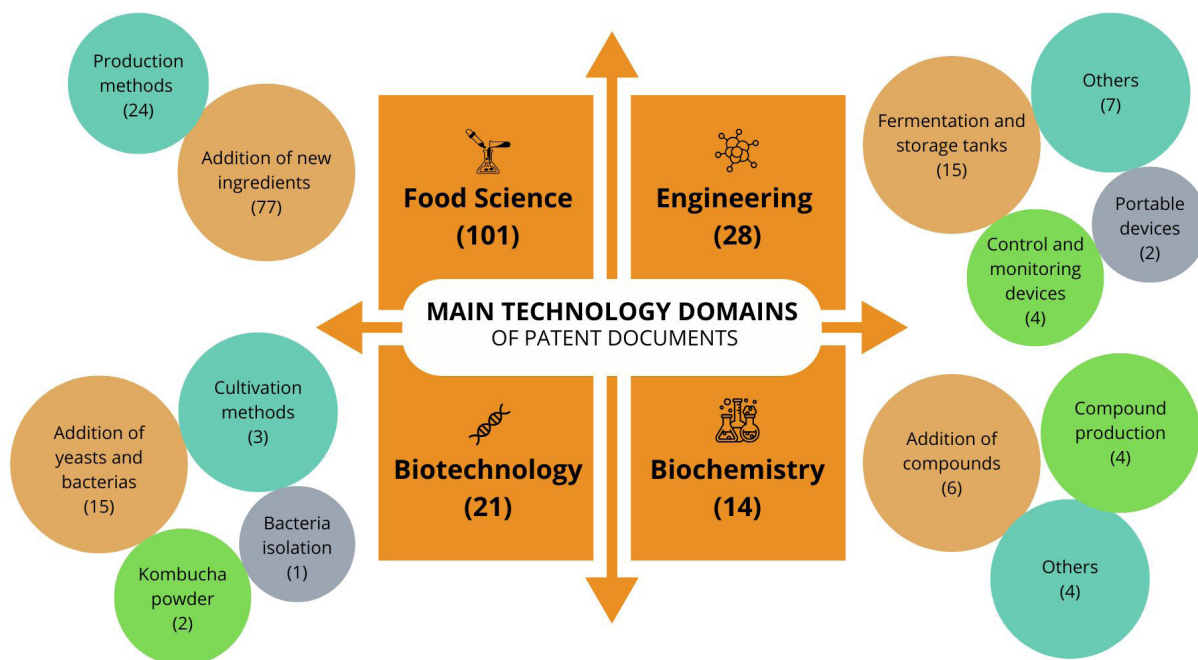 Production
methods
(24)
Addition of new
ingredients
(77)
Food Science
(101)
Engineering
(28)
Others
(7)
Fermentation and
storage tanks
(15)
Portable
devices
(2)
Control and
monitoring
devices
(4)
MAIN TECHNOLOGY DOMAINS
OF PATENT DOCUMENTS
Cultivation
methods
(3)
Addition of
yeasts and
bacterias
(15)
Bacteria
isolation
(1)
Kombucha
powder
(2)
Biotechnology
(21)
Biochemistry
(14)
Compound
production
(4)
Addition of
compounds
(6)
Others
(4)